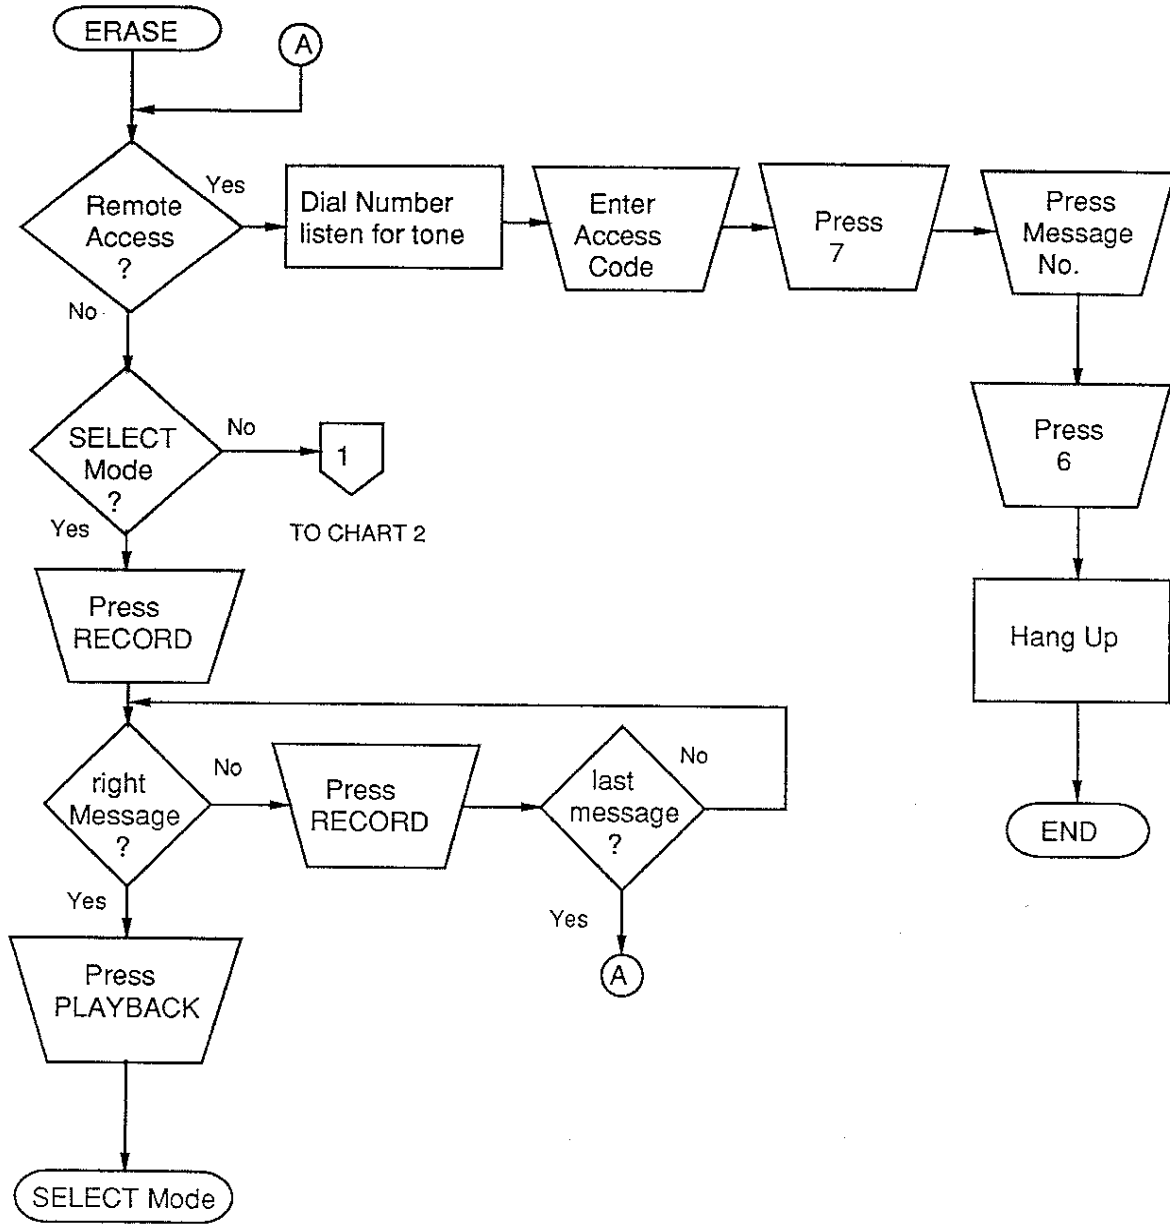 ERASE
A
Remote
Access
?
Yes
No
Dial Number
listen for tone
Enter
Access
Code
Press
7
Press
Message
No.
SELECT
Mode
?
No
Yes
1
TO CHART 2
Press
6
Press
RECORD
Hang Up
right
Message
?
No
Yes
Press
RECORD
last
message
?
No
Yes
A
END
Press
PLAYBACK
SELECT Mode